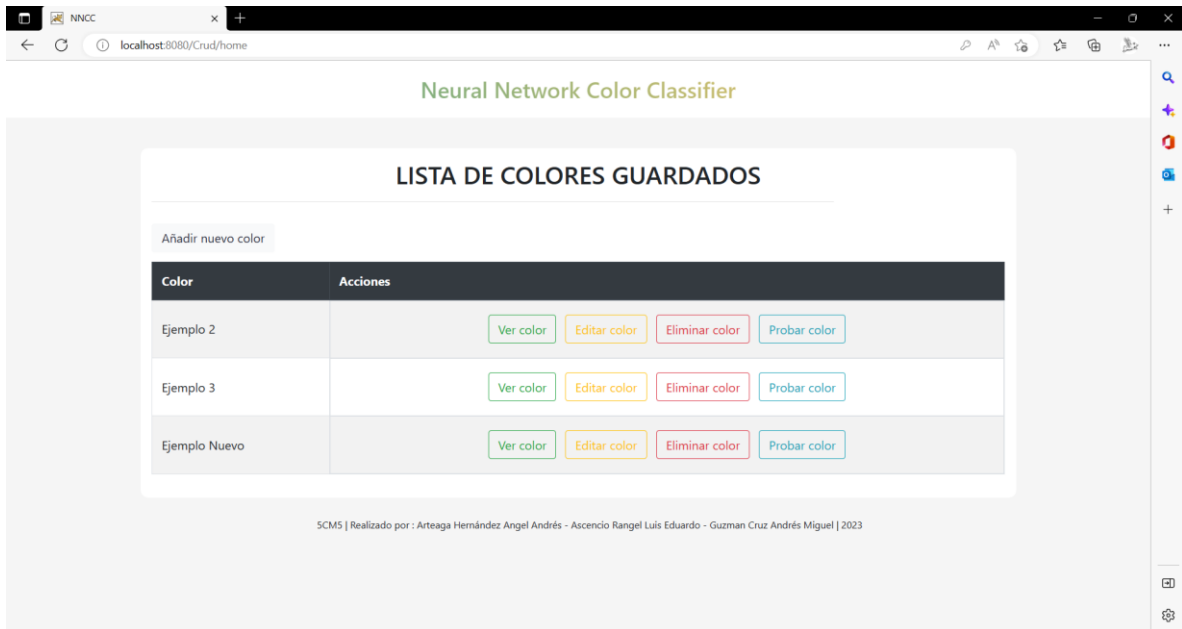 NNCC
localhost:8080/Crud/home
Neural Network Color Classifier
LISTA DE COLORES GUARDADOS
Añadir nuevo color
Color Acciones
Ejemplo 2 Ver color Editar color Eliminar color Probar color
Ejemplo 3 Ver color Editar color Eliminar color Probar color
Ejemplo Nuevo Ver color Editar color Eliminar color Probar color
5CM5 | Realizado por : Arteaga Hernández Angel Andrés - Ascencio Rangel Luis Eduardo - Guzman Cruz Andrés Miguel | 2023